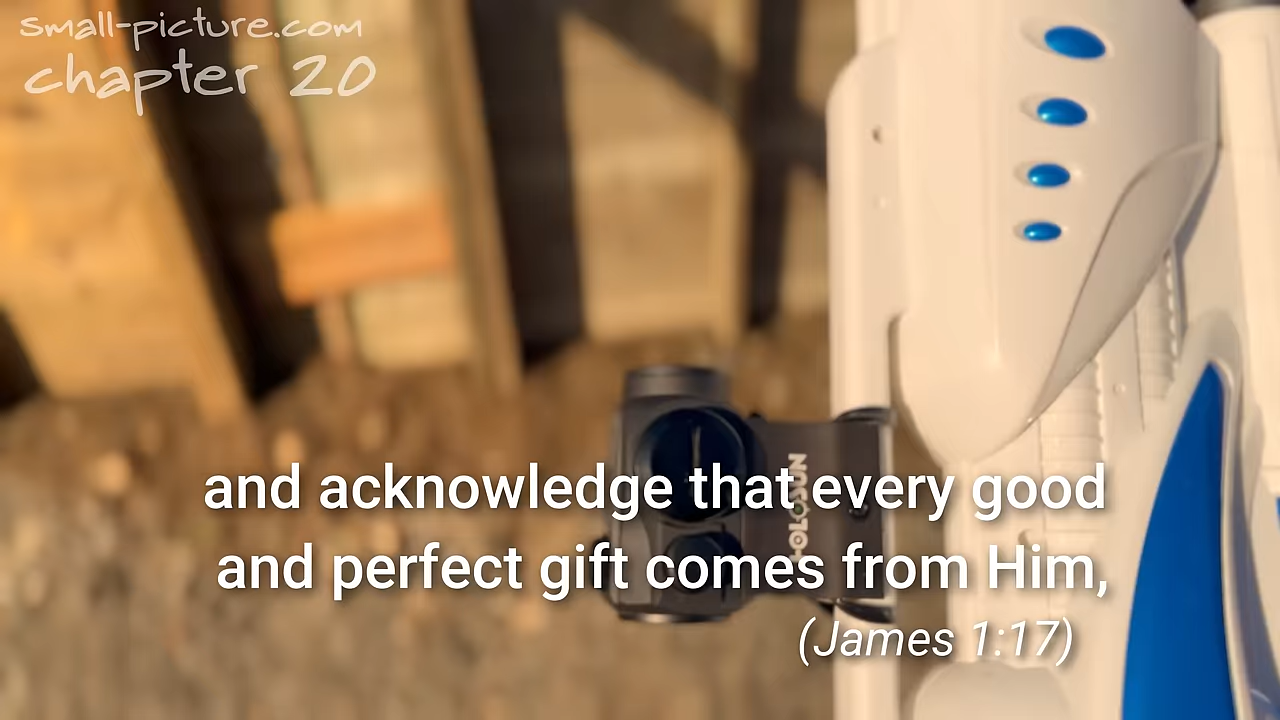 small-picture.com
chapter 20
HOLOSUN
and acknowledge that every good
and perfect gift comes from Him,
(James 1:17)